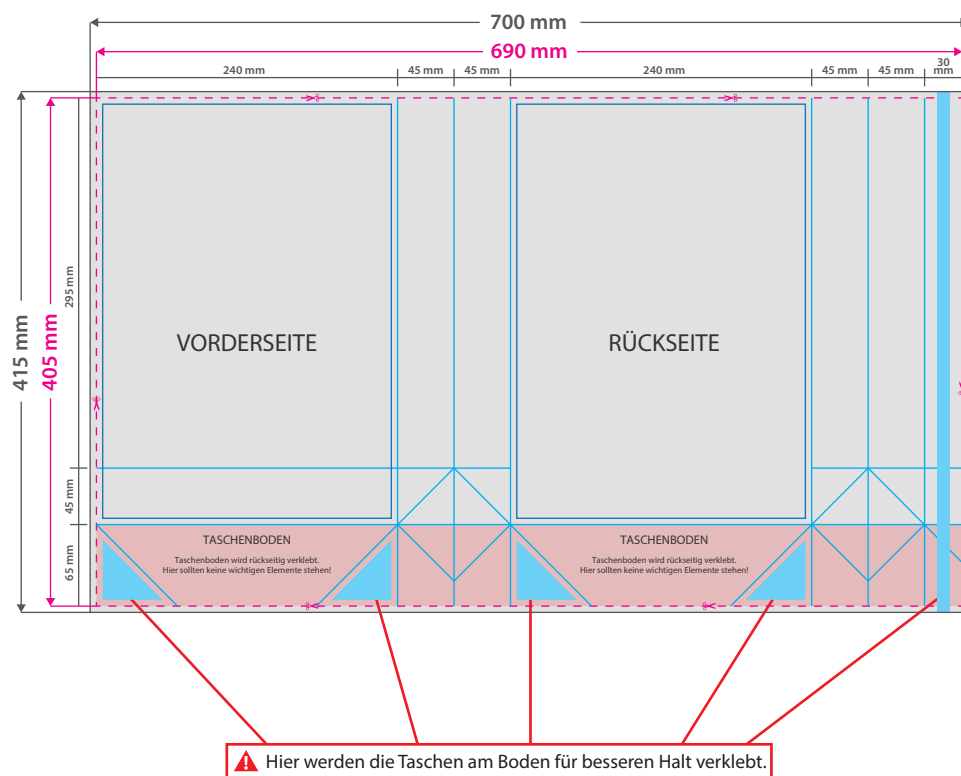 700 mm
690 mm
240 mm
45 mm
45 mm
240 mm
45 mm
45 mm
30 mm
415 mm
405 mm
295 mm
45 mm
65 mm
VORDERSEITE
RÜCKSEITE
TASCHENBODEN
Taschenboden wird rückseitig verklebt.
Hier sollten keine wichtigen Elemente stehen!
TASCHENBODEN
Taschenboden wird rückseitig verklebt.
Hier sollten keine wichtigen Elemente stehen!
Hier werden die Taschen am Boden für besseren Halt verklebt.